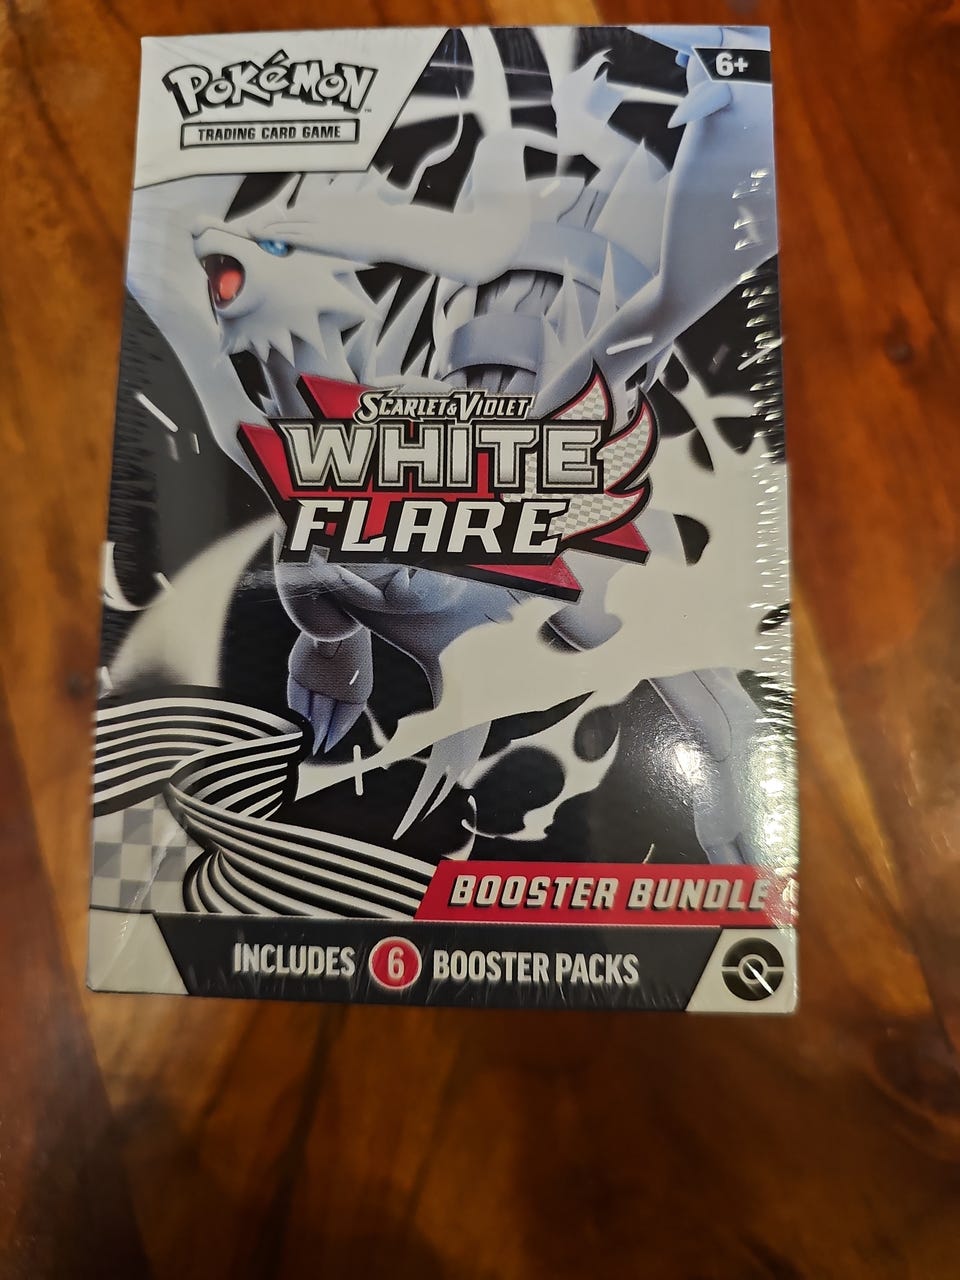 POKéMON
TRADING CARD GAME
6+
SCARLET & VIOLET
WHITE
FLARE
BOOSTER BUNDLE
INCLUDES 6 BOOSTER PACKS